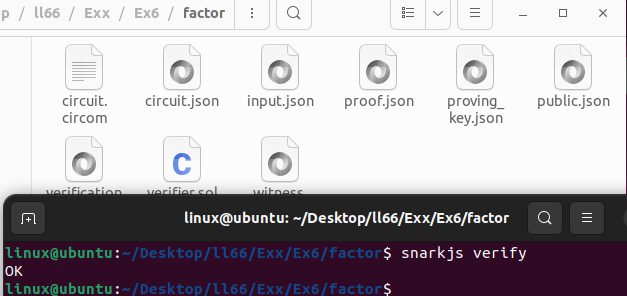 p / ll66 / Exx / Ex6 / factor
circuit.
circom
circuit.json
input.json
proof.json
proving_
key.json
public.json
verification
verifier.sol
witness
linux@ubuntu: ~/Desktop/ll66/Exx/Ex6/factor
linux@ubuntu:~/Desktop/ll66/Exx/Ex6/factor$ snarkjs verify
OK
linux@ubuntu:~/Desktop/ll66/Exx/Ex6/factor$